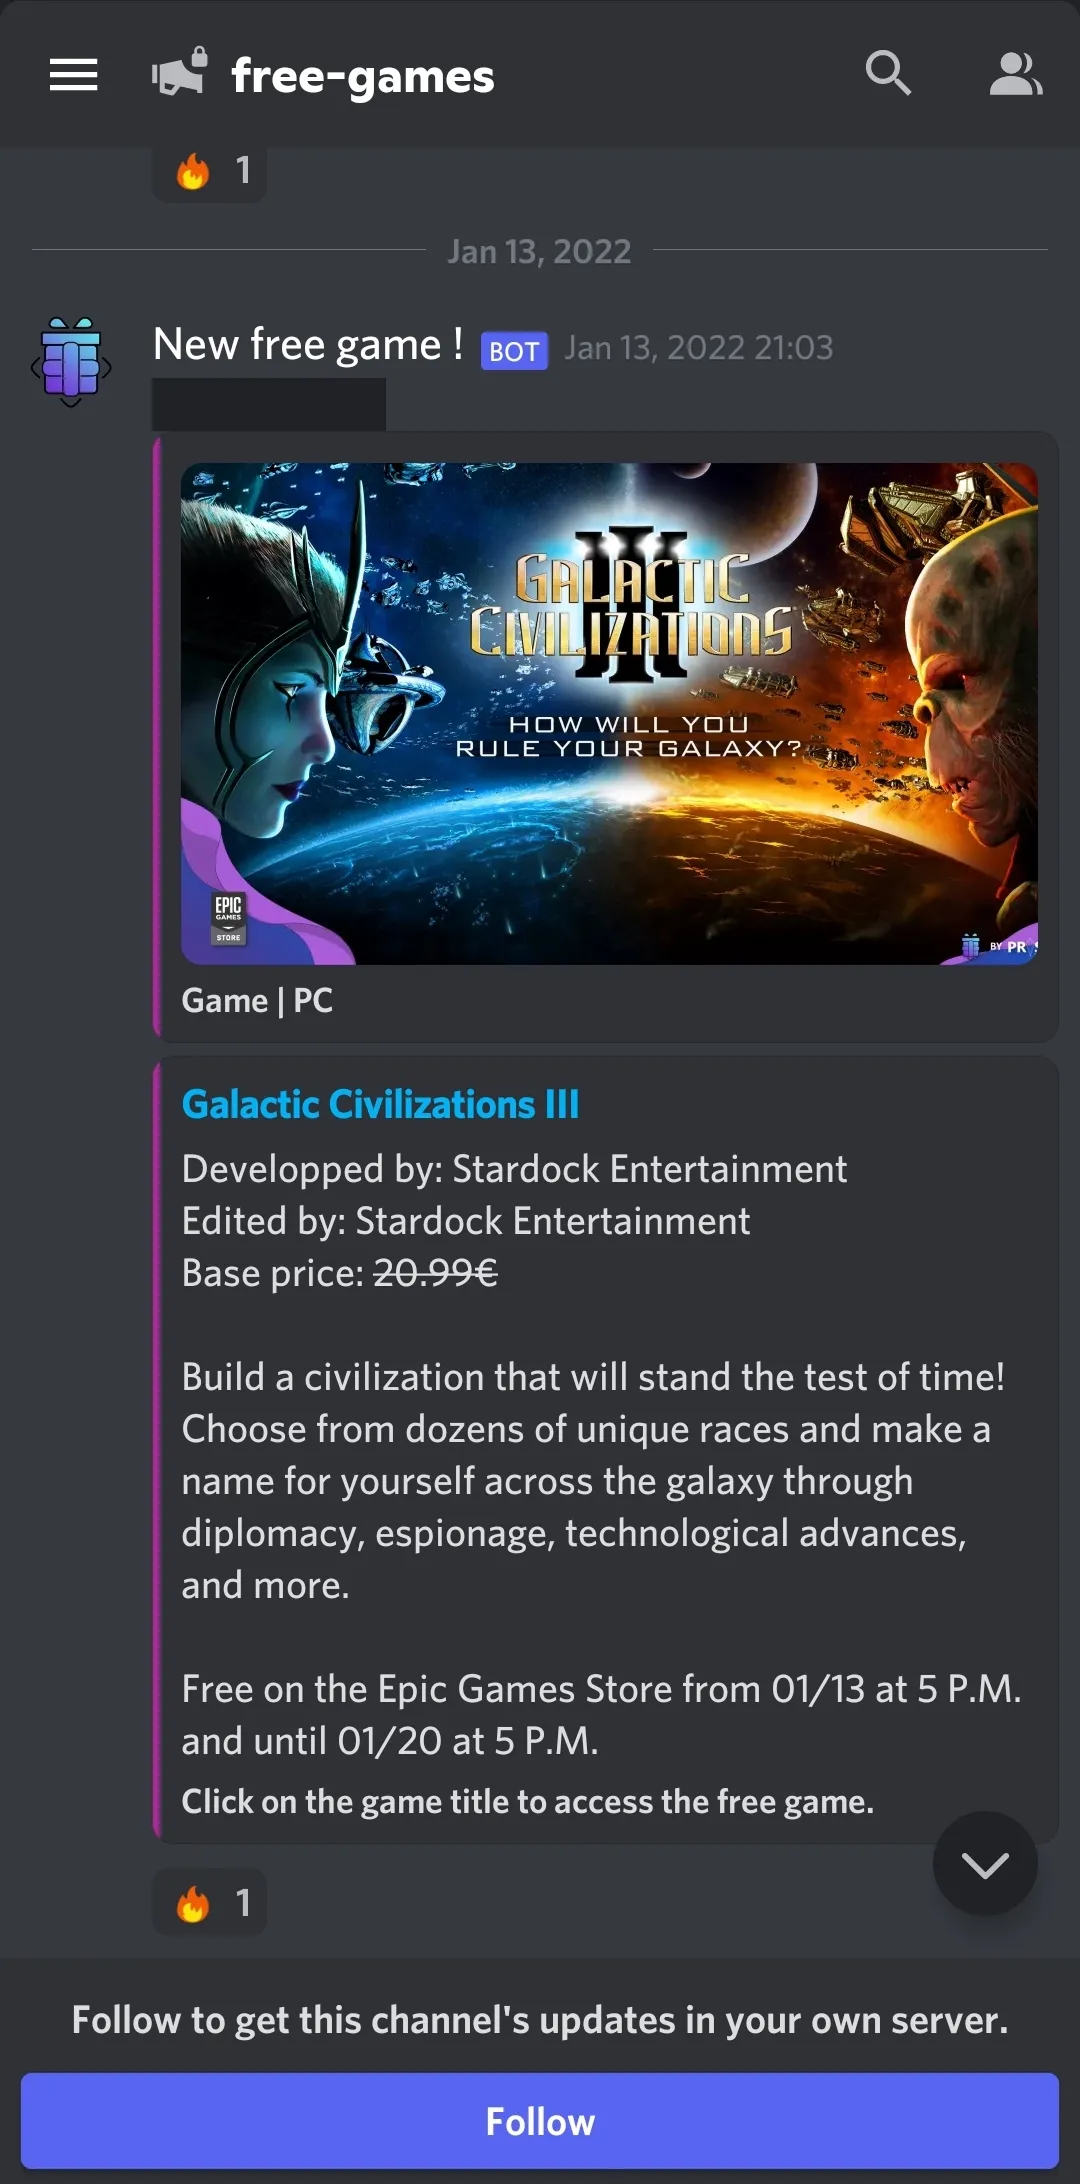 free-games
1
Jan 13, 2022
New free game ! BOT Jan 13, 2022 21:03
III
GALACTIC
CIVILIZATIONS
HOW WILL YOU
RULE YOUR GALAXY?
EPIC
GAMES
STORE
BY
Game | PC
Galactic Civilizations III
Developped by: Stardock Entertainment
Edited by: Stardock Entertainment
Base price: 20.99€
Build a civilization that will stand the test of time!
Choose from dozens of unique races and make a
name for yourself across the galaxy through
diplomacy, espionage, technological advances,
and more.
Free on the Epic Games Store from 01/13 at 5 P.M.
and until 01/20 at 5 P.M.
Click on the game title to access the free game.
1
Follow to get this channel's updates in your own server.
Follow